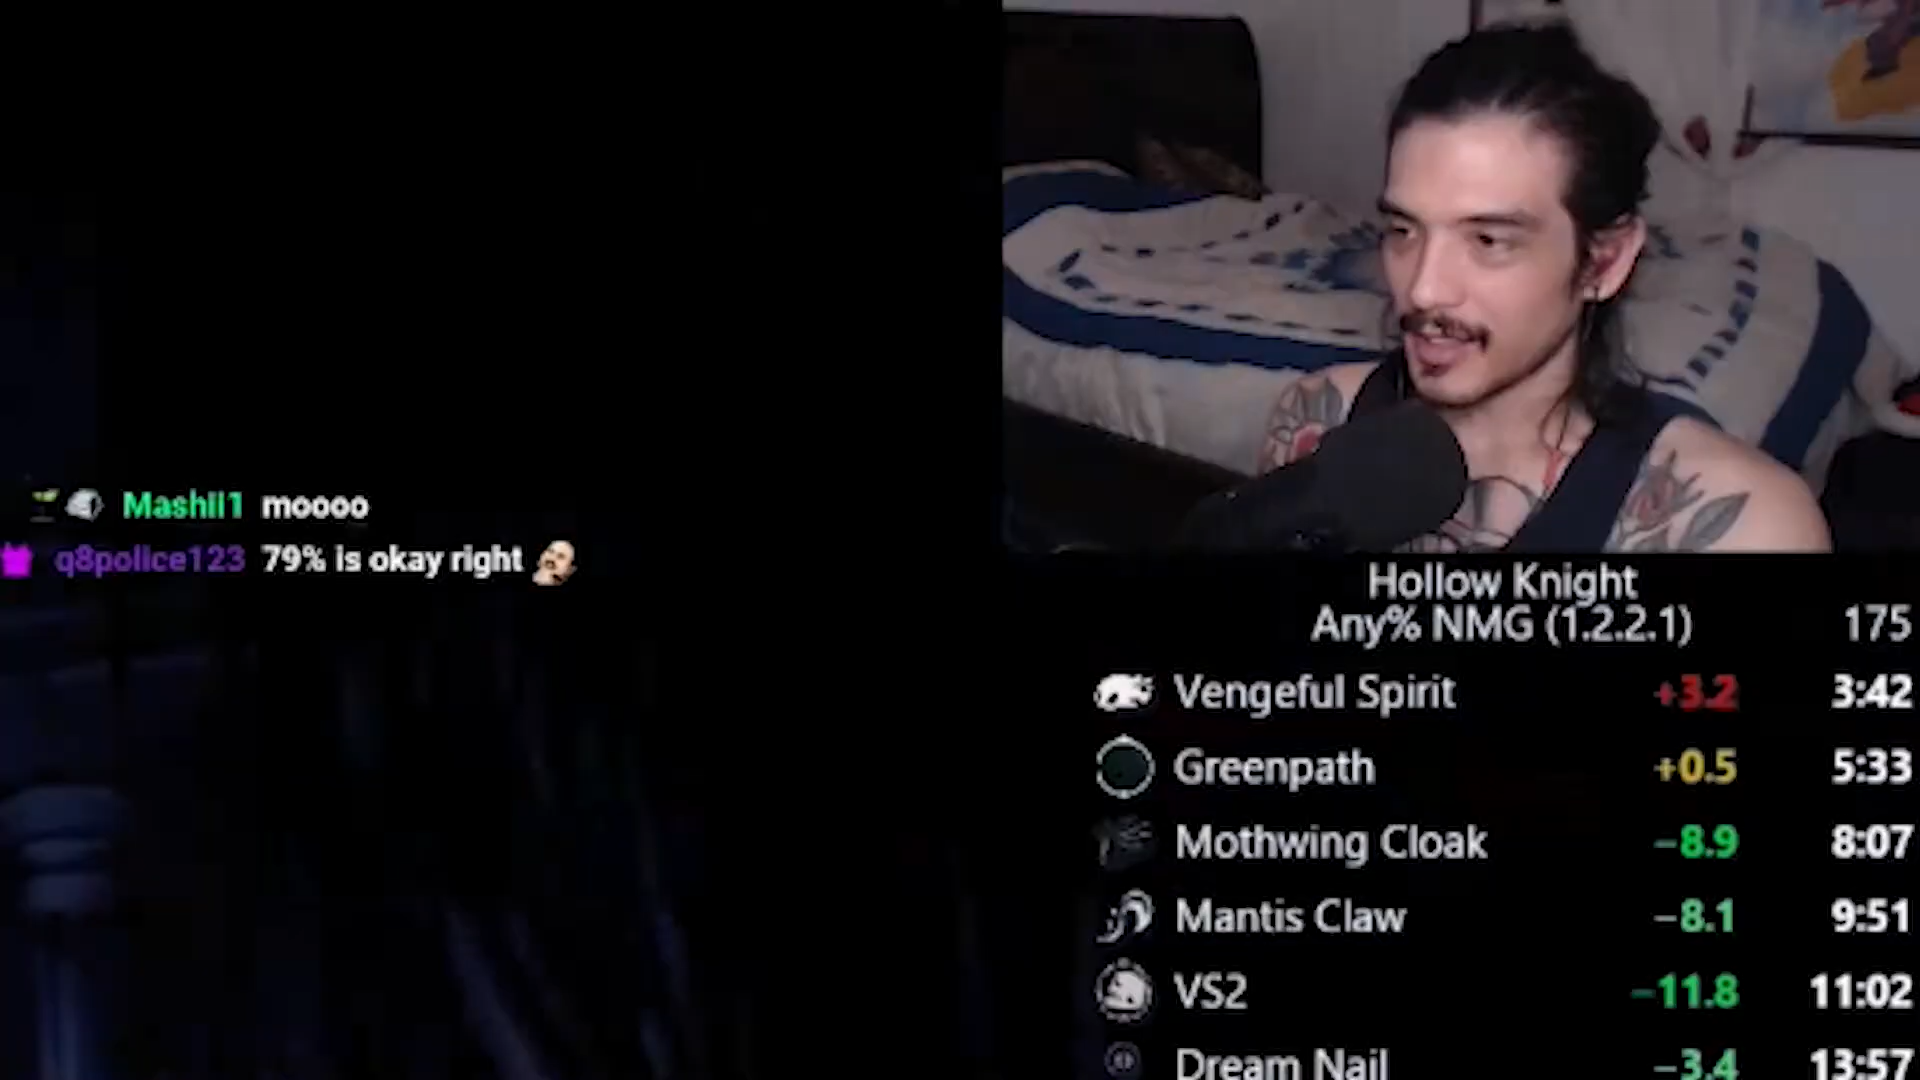 Mashii1 moooo
q8police123 79% is okay right
Hollow Knight
Any% NMG (1.2.2.1) 175
Vengeful Spirit +3.2 3:42
Greenpath +0.5 5:33
Mothwing Cloak -8.9 8:07
Mantis Claw -8.1 9:51
VS2 -11.8 11:02
Dream Nail -3.4 13:57